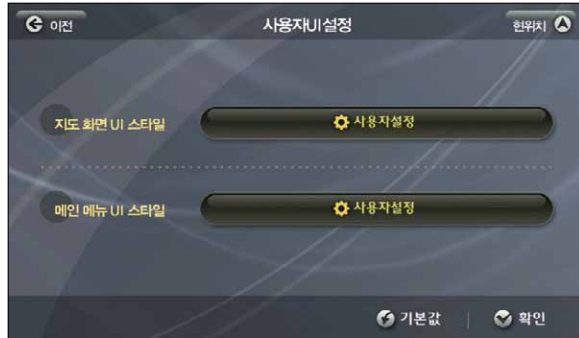 이전
사용자UI설정
현위치
지도 화면 UI 스타일
사용자설정
메인 메뉴 UI 스타일
사용자설정
기본값
확인